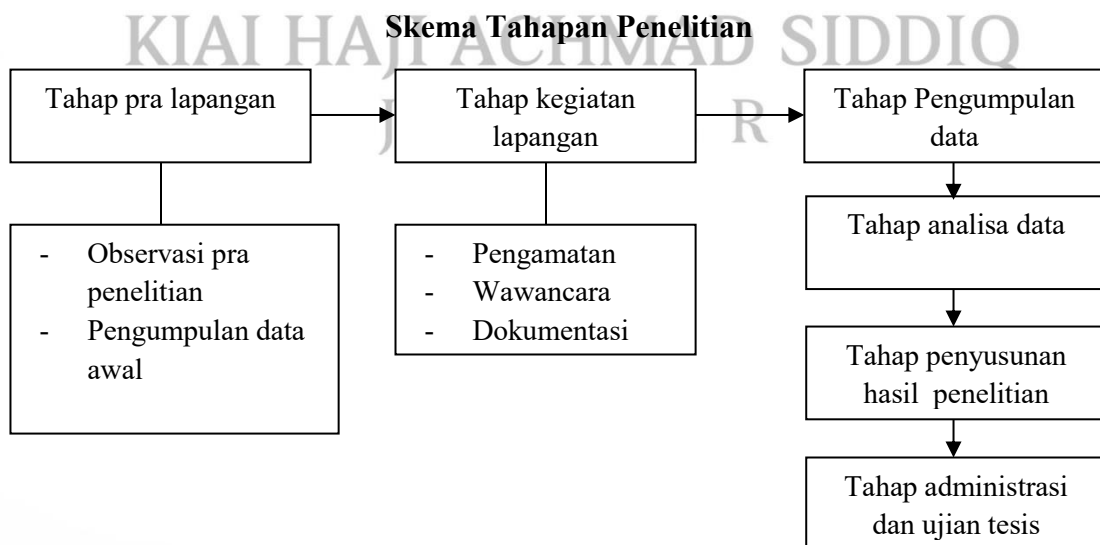 Skema Tahapan Penelitian
KIAI HAJI ACHMAD SIDDIQ
J R
Tahap pra lapangan
Tahap kegiatan
lapangan
Tahap Pengumpulan
data
- Observasi pra
penelitian
- Pengumpulan data
awal
- Pengamatan
- Wawancara
- Dokumentasi
Tahap analisa data
Tahap penyusunan
hasil penelitian
Tahap administrasi
dan ujian tesis